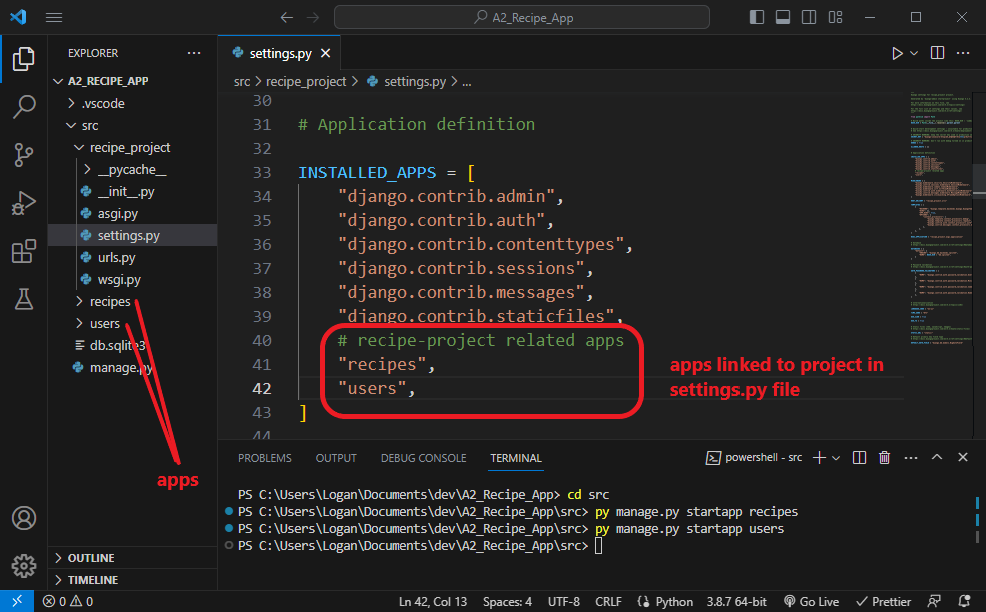 A2_Recipe_App
EXPLORER
A2_RECIPE_APP
.vscode
src
recipe_project
__pycache__
__init__.py
asgi.py
settings.py
urls.py
wsgi.py
recipes
users
db.sqlite3
manage.py
apps
OUTLINE
TIMELINE
settings.py
src > recipe_project > settings.py > ...
30
31 # Application definition
32
33 INSTALLED_APPS = [
34 "django.contrib.admin",
35 "django.contrib.auth",
36 "django.contrib.contenttypes",
37 "django.contrib.sessions",
38 "django.contrib.messages",
39 "django.contrib.staticfiles",
40 # recipe-project related apps
41 "recipes",
42 "users",
43 ]
44
apps linked to project in
settings.py file
PROBLEMS OUTPUT DEBUG CONSOLE TERMINAL powershell - src
PS C:\Users\Logan\Documents\dev\A2_Recipe_App> cd src
PS C:\Users\Logan\Documents\dev\A2_Recipe_App\src> py manage.py startapp recipes
PS C:\Users\Logan\Documents\dev\A2_Recipe_App\src> py manage.py startapp users
PS C:\Users\Logan\Documents\dev\A2_Recipe_App\src>
0 0 Ln 42, Col 13 Spaces: 4 UTF-8 CRLF Python 3.8.7 64-bit Go Live Prettier